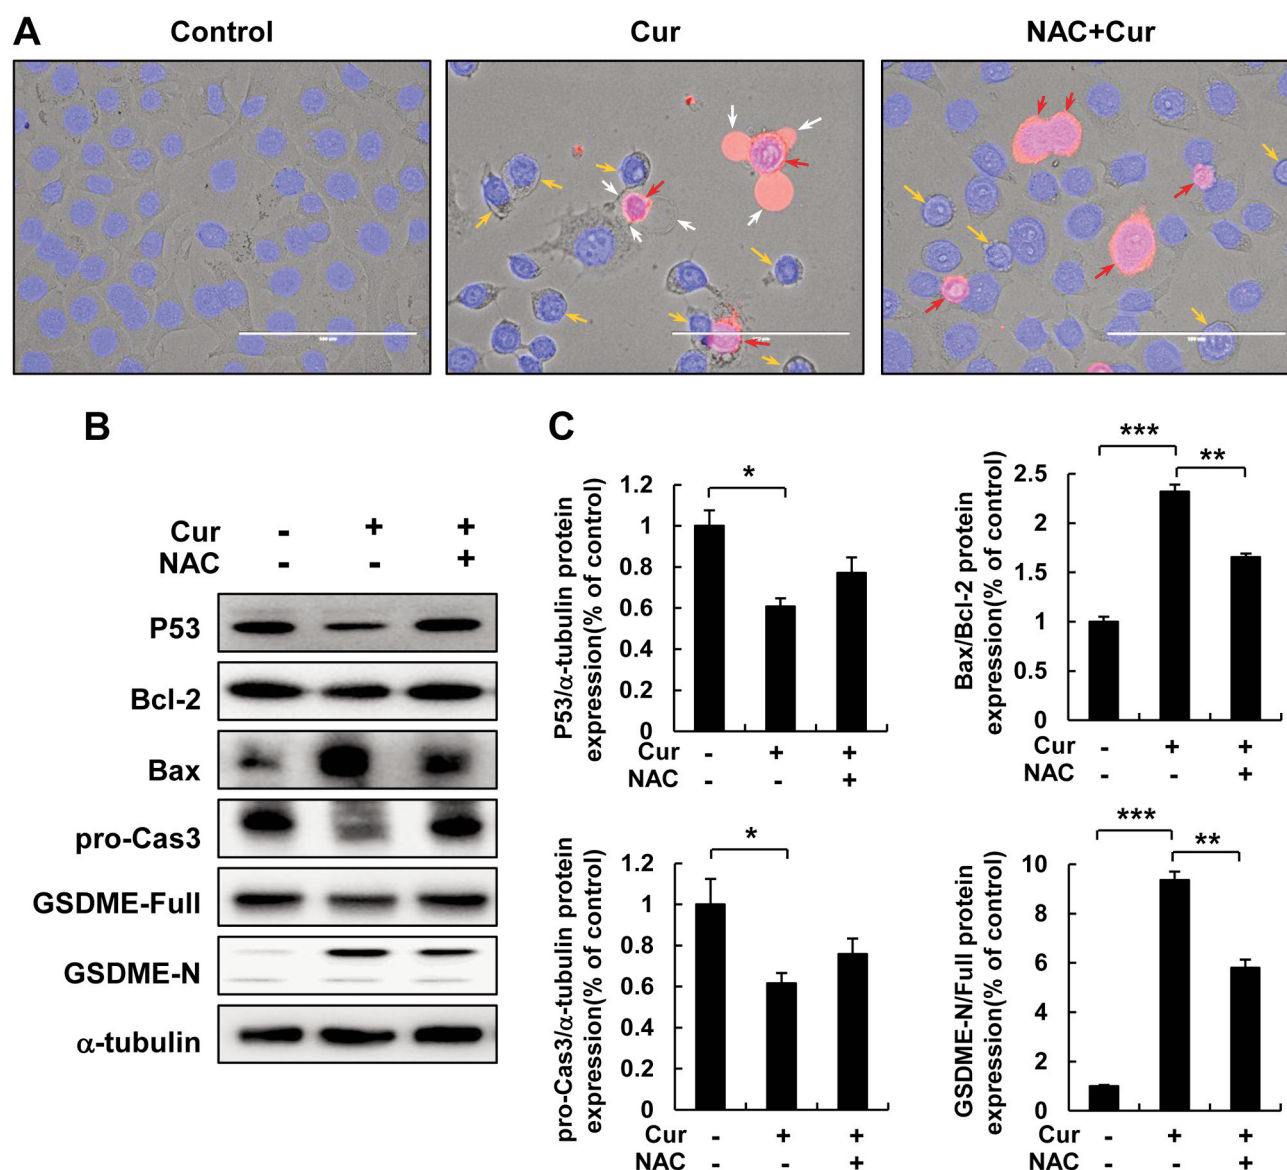 A
Control
Cur
NAC+Cur
100 µm
B
Cur - + +
NAC - - +
P53
Bcl-2
Bax
pro-Cas3
GSDME-Full
GSDME-N
α-tubulin
C
P53/α-tubulin protein
expression(% of control)
1.2
1
0.8
0.6
0.4
0.2
0
*
Cur - + +
NAC - - +
Bax/Bcl-2 protein
expression(% of control)
2.5
2
1.5
1
0.5
0
***
**
Cur - + +
NAC - - +
pro-Cas3/α-tubulin protein
expression(% of control)
1.2
1
0.8
0.6
0.4
0.2
0
*
Cur - + +
NAC - - +
GSDME-N/Full protein
expression(% of control)
10
8
6
4
2
0
***
**
Cur - + +
NAC - - +